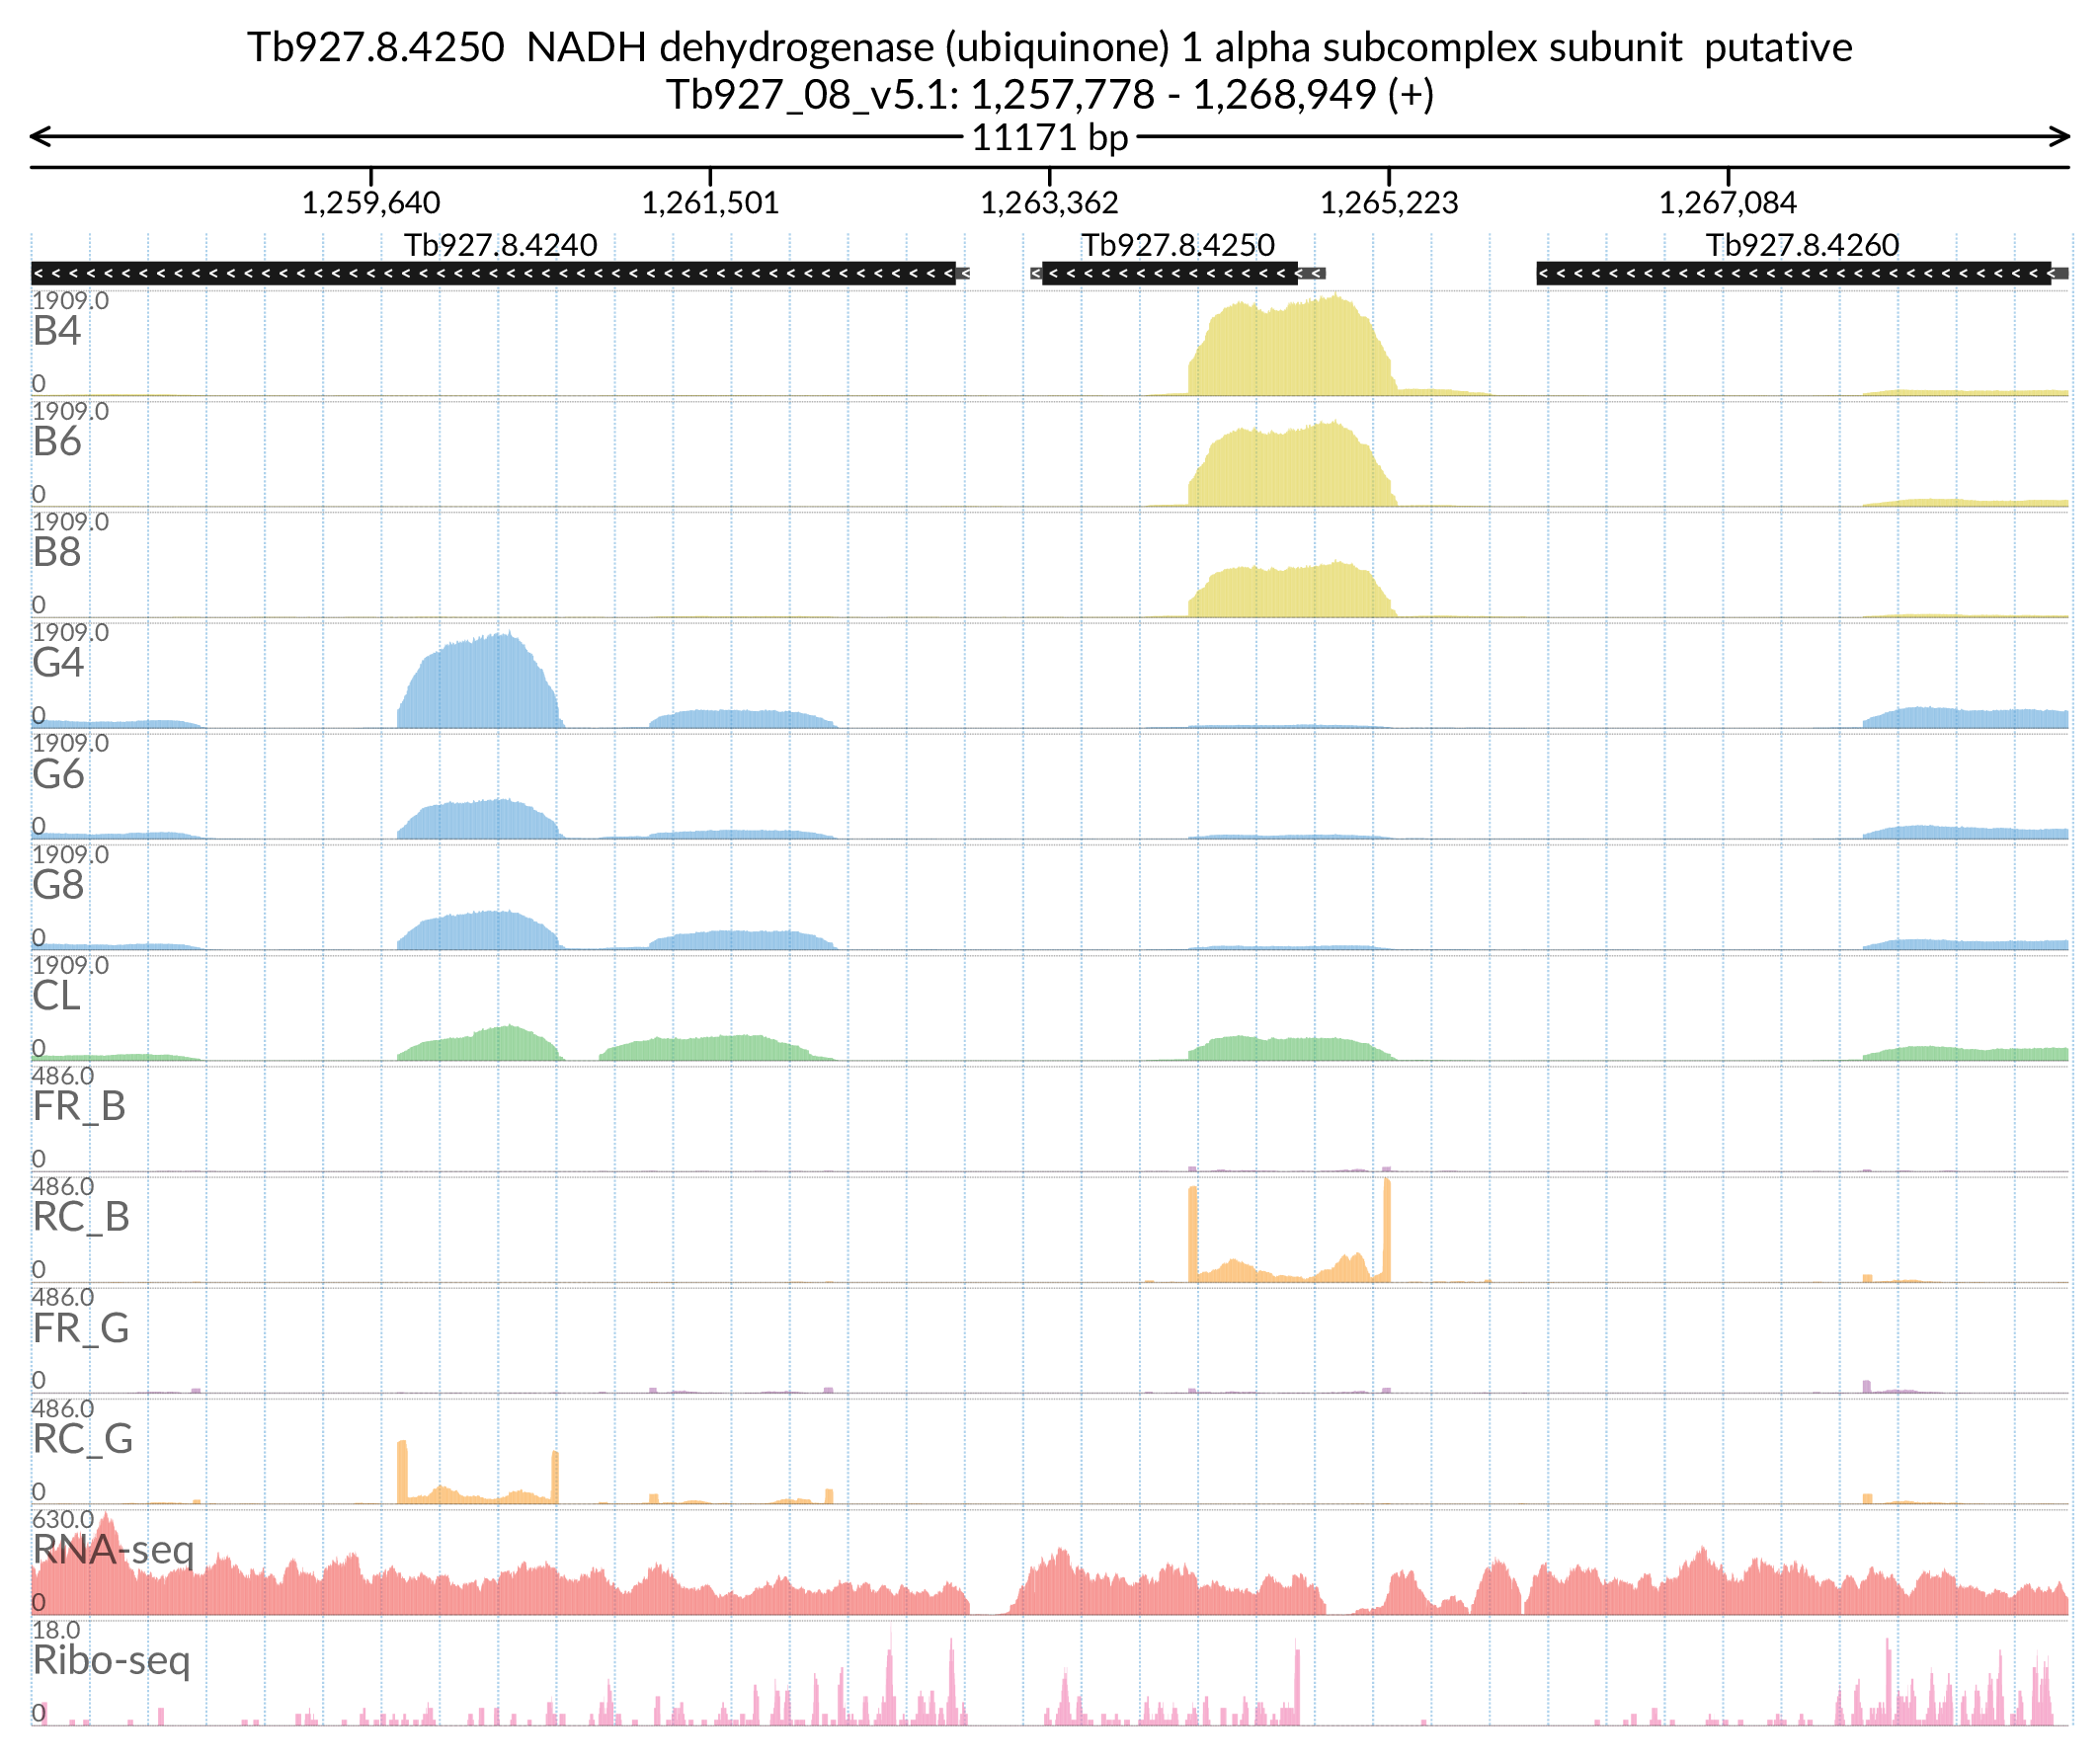 Tb927.8.4250  NADH dehydrogenase (ubiquinone) 1 alpha subcomplex subunit  putative
Tb927_08_v5.1: 1,257,778 - 1,268,949 (+)
11171 bp
1,259,640 1,261,501 1,263,362 1,265,223 1,267,084
Tb927.8.4240 Tb927.8.4250 Tb927.8.4260
1909.0
B4
0
1909.0
B6
0
1909.0
B8
0
1909.0
G4
0
1909.0
G6
0
1909.0
G8
0
1909.0
CL
0
486.0
FR_B
0
486.0
RC_B
0
486.0
FR_G
0
486.0
RC_G
0
630.0
RNA-seq
0
18.0
Ribo-seq
0